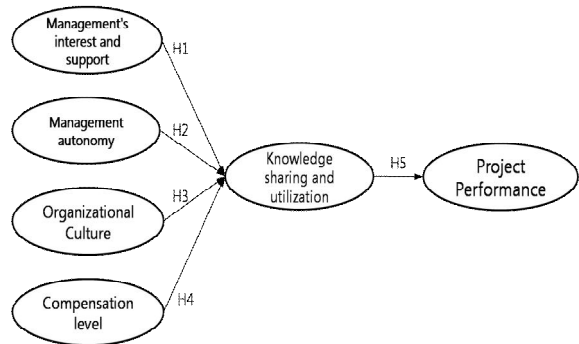 Management's
interest and
support
H1
Management
autonomy
H2
Organizational
Culture
H3
Compensation
level
H4
Knowledge
sharing and
utilization
H5
Project
Performance